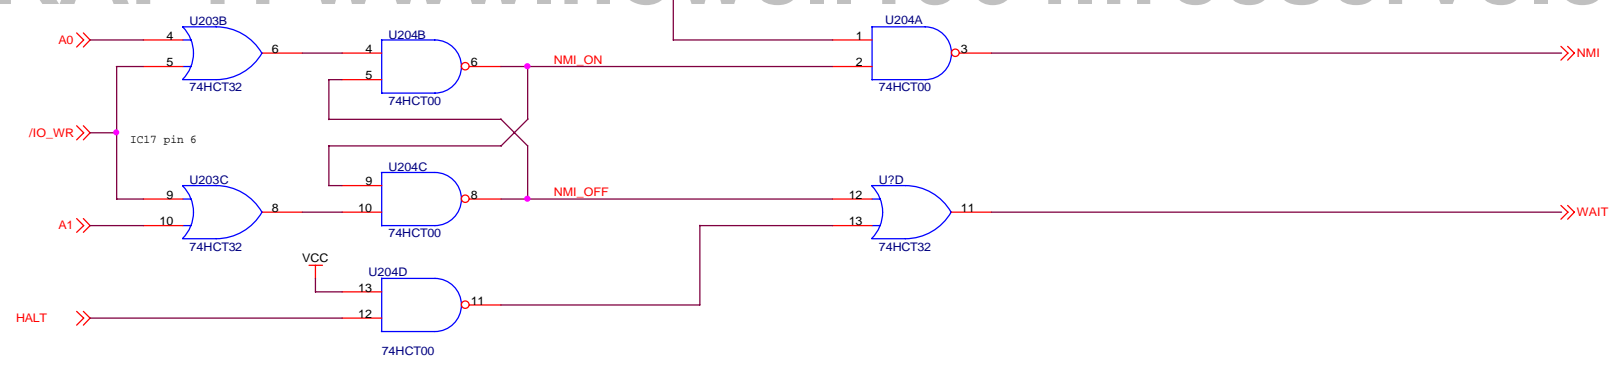 U203B
A0 4 6
5
74HCT32
U204B
4 6
5
74HCT00
NMI_ON
U204A
1 3
2
74HCT00
NMI
/IO_WR
IC17 pin 6
U203C
9 8
A1 10
74HCT32
U204C
9 8
10
74HCT00
NMI_OFF
U?D
12 11
13
74HCT32
WAIT
VCC
U204D
13 11
HALT 12
74HCT00